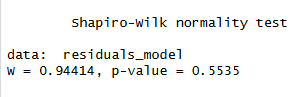 Shapiro-Wilk normality test
data:  residuals_model
W = 0.94414, p-value = 0.5535